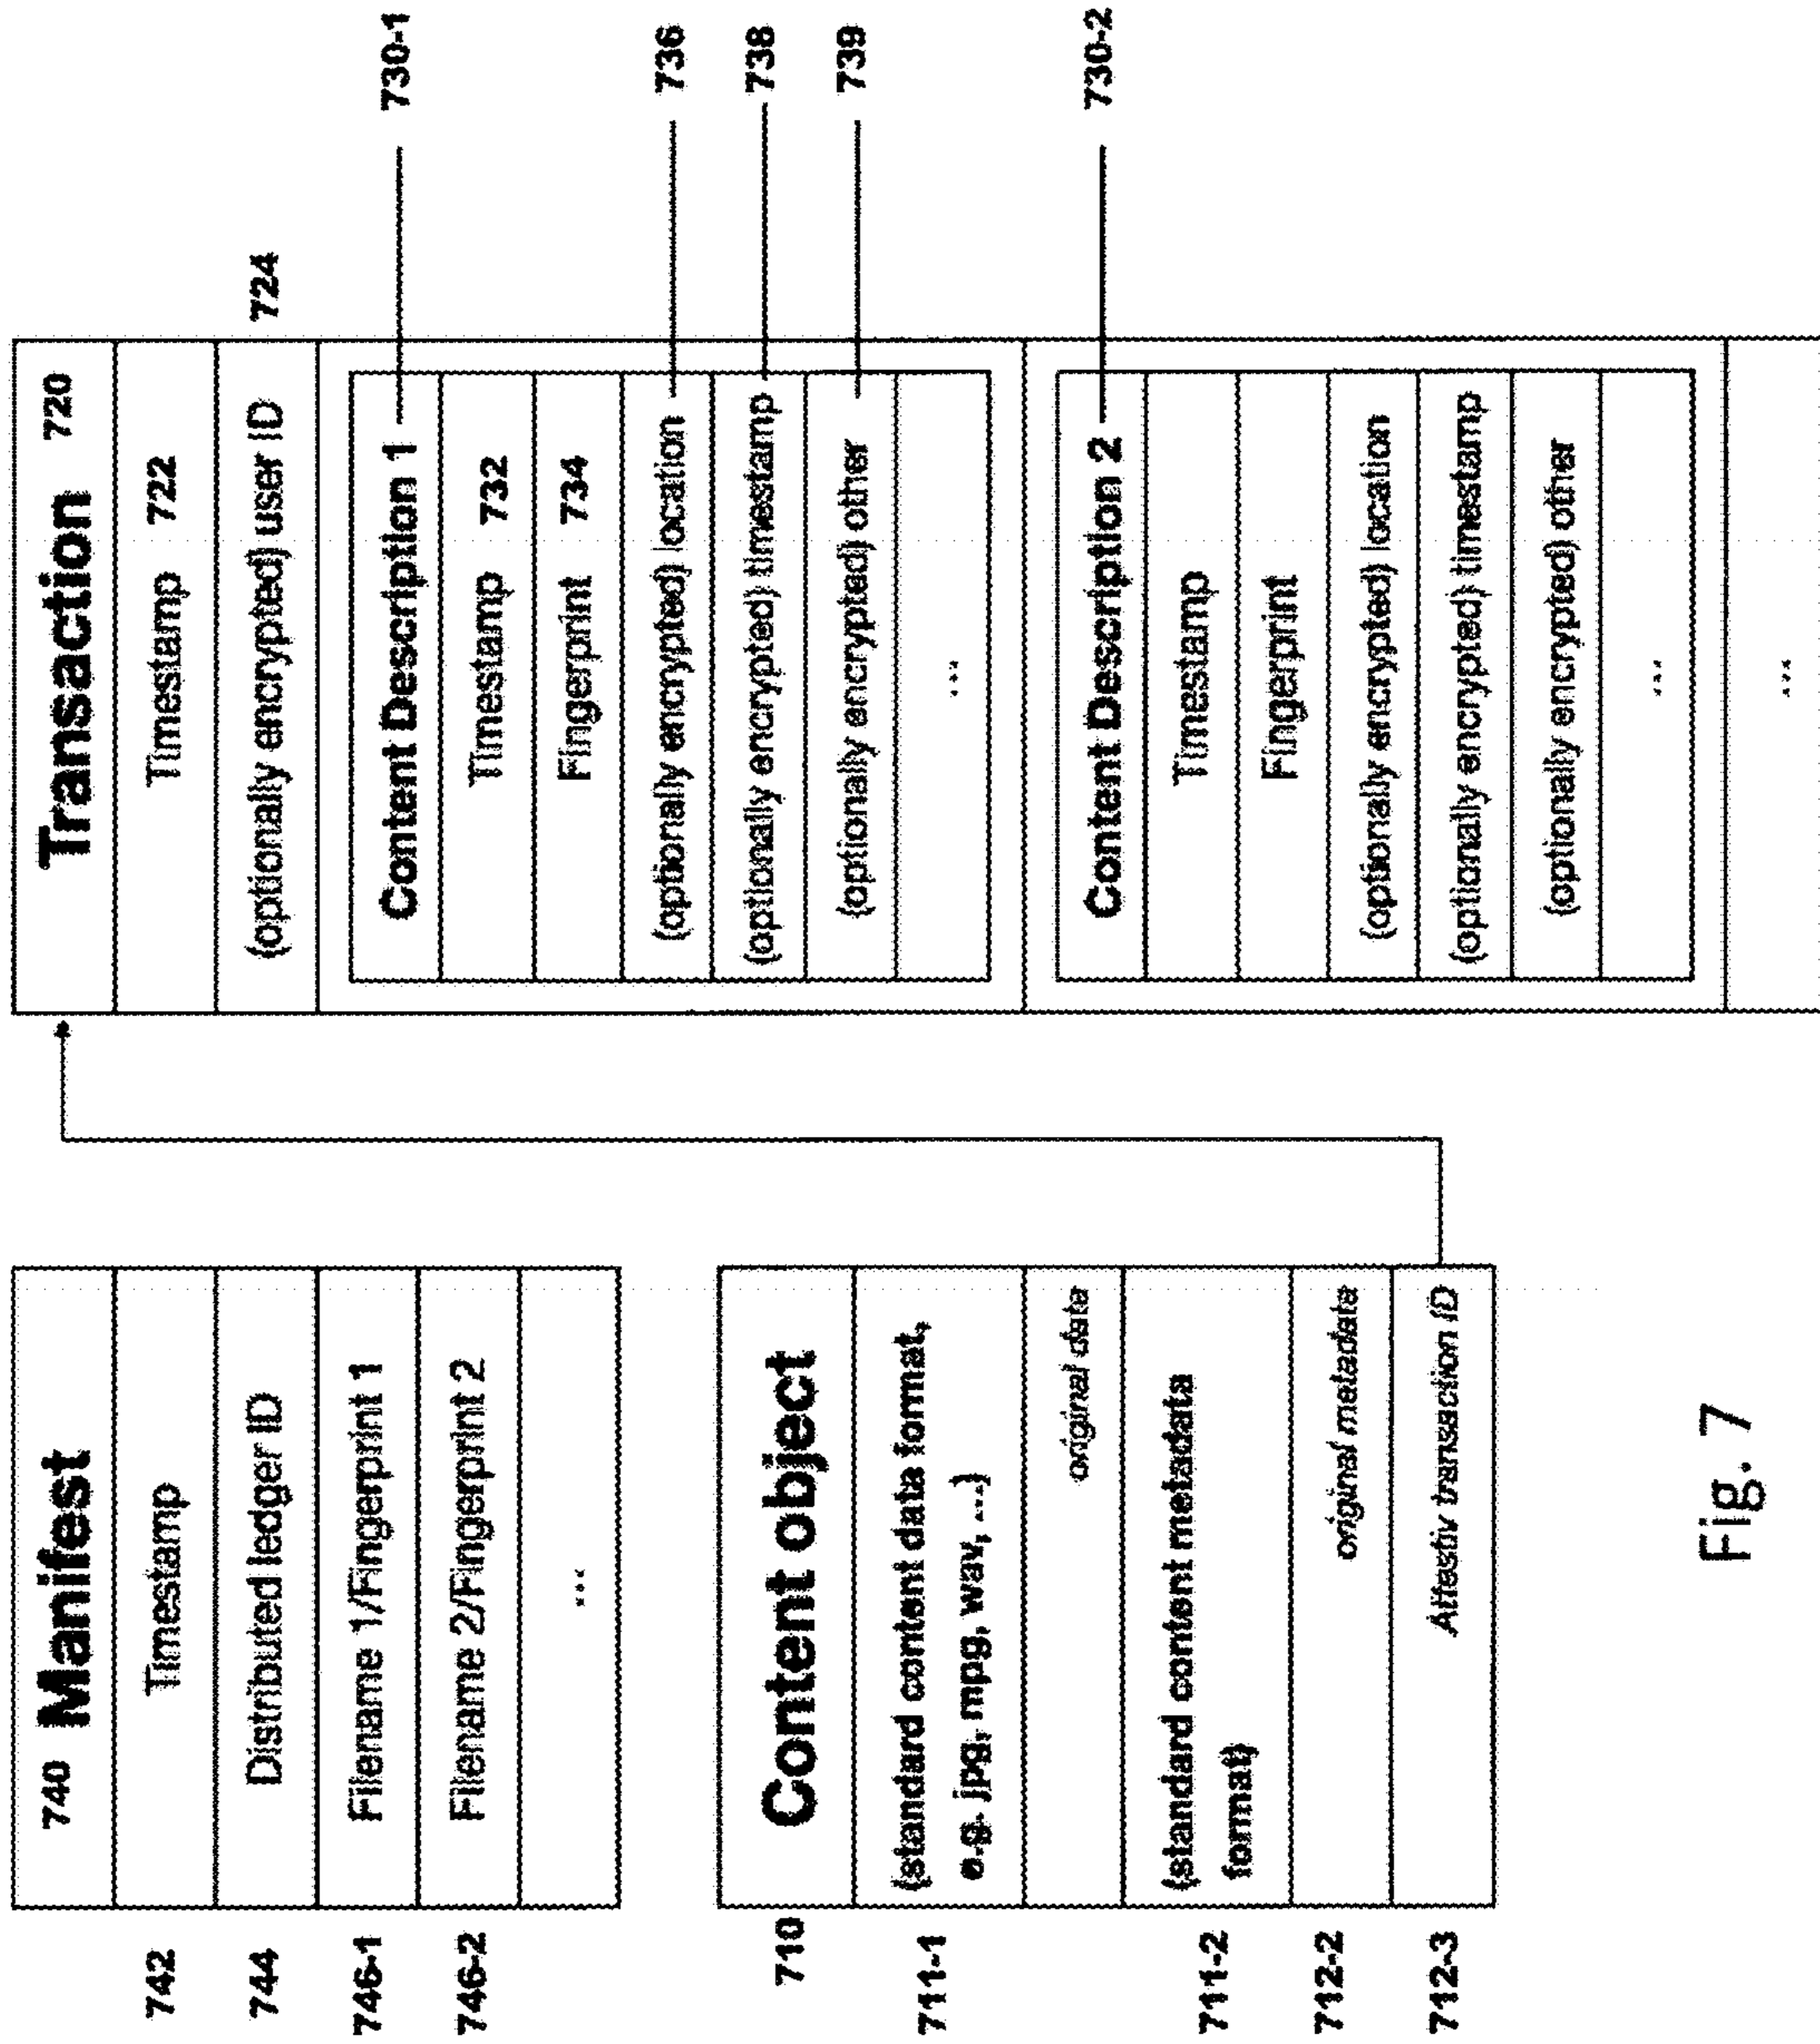 740 Manifest
742 Timestamp
744 Distributed ledger ID
746-1 Filename 1/Fingerprint 1
746-2 Filename 2/Fingerprint 2
...
710 Content object
711-1 (standard content data format,
e.g. jpg, mpg, wav, ...)
original data
711-2 (standard content metadata
format)
712-2 original metadata
712-3 Attestiv transaction ID
Transaction 720
Timestamp 722
(optionally encrypted) user ID 724
Content Description 1 730-1
Timestamp 732
Fingerprint 734
(optionally encrypted) location 736
(optionally encrypted) timestamp 738
(optionally encrypted) other 739
...
Content Description 2 730-2
Timestamp
Fingerprint
(optionally encrypted) location
(optionally encrypted) timestamp
(optionally encrypted) other
...
...
Fig. 7